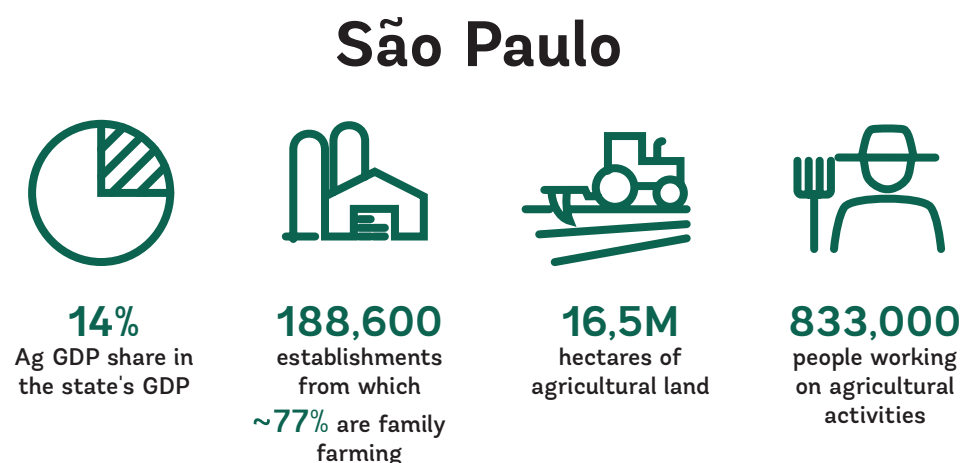 São Paulo
14%
Ag GDP share in
the state's GDP
188,600
establishments
from which
~77% are family
farming
16,5M
hectares of
agricultural land
833,000
people working
on agricultural
activities